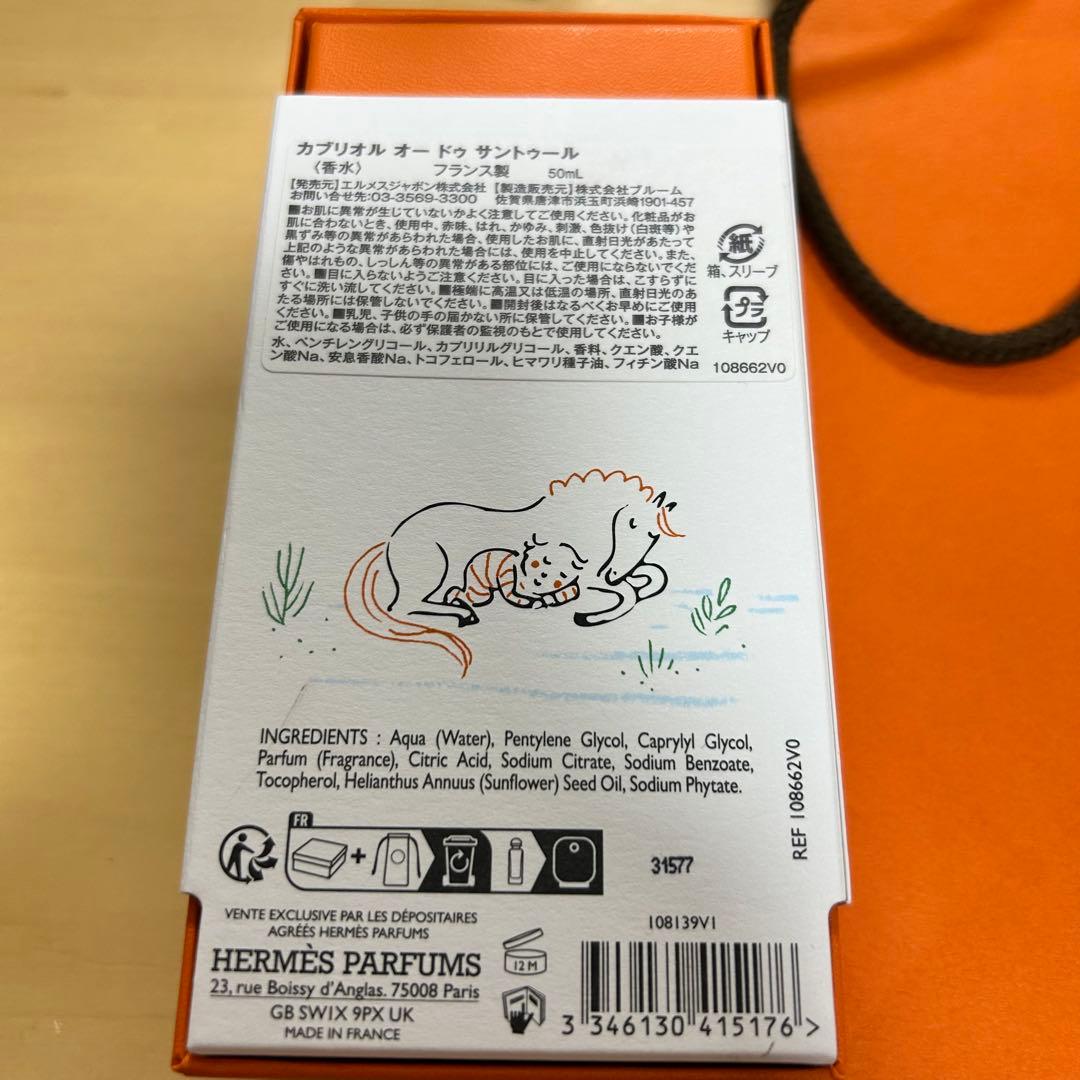 カブリオル オー ドゥ サントゥール
〈香水〉 フランス製 50mL
【発売元】エルメスジャポン株式会社 【製造販売元】株式会社ブルーム
お問い合せ先:03-3569-3300 佐賀県唐津市浜玉町浜崎1901-457
■お肌に異常が生じていないかよく注意してご使用ください。化粧品がお
肌に合わないとき、使用中、赤味、はれ、かゆみ、刺激、色抜け(白斑等)や
黒ずみ等の異常があらわれた場合、使用したお肌に、直射日光があたって
上記のような異常があらわれた場合には、使用を中止してください。また、
傷やはれもの、しっしん等の異常がある部位には、ご使用にならないでくだ
さい。■目に入らないようご注意ください。目に入った場合は、こすらずに
すぐに洗い流してください。■極端に高温又は低温の場所、直射日光のあ
たる場所には保管しないでください。■開封後はなるべくお早めにご使用
ください。■乳児、子供の手の届かない所に保管してください。■お子様が
ご使用になる場合は、必ず保護者の監視のもとで使用してください。
水、ペンチレングリコール、カプリリルグリコール、香料、クエン酸、クエ
ン酸Na、安息香酸Na、トコフェロール、ヒマワリ種子油、フィチン酸Na
紙
箱、スリーブ
プラ
キャップ
108662V0
INGREDIENTS : Aqua (Water), Pentylene Glycol, Caprylyl Glycol,
Parfum (Fragrance), Citric Acid, Sodium Citrate, Sodium Benzoate,
Tocopherol, Helianthus Annuus (Sunflower) Seed Oil, Sodium Phytate.
REF 108662V0
FR
+
31577
VENTE EXCLUSIVE PAR LES DÉPOSITAIRES
AGRÉÉS HERMÈS PARFUMS
HERMÈS PARFUMS
23, rue Boissy d'Anglas. 75008 Paris
GB SW1X 9PX UK
MADE IN FRANCE
12 M
108139V1
3 346130 415176 >